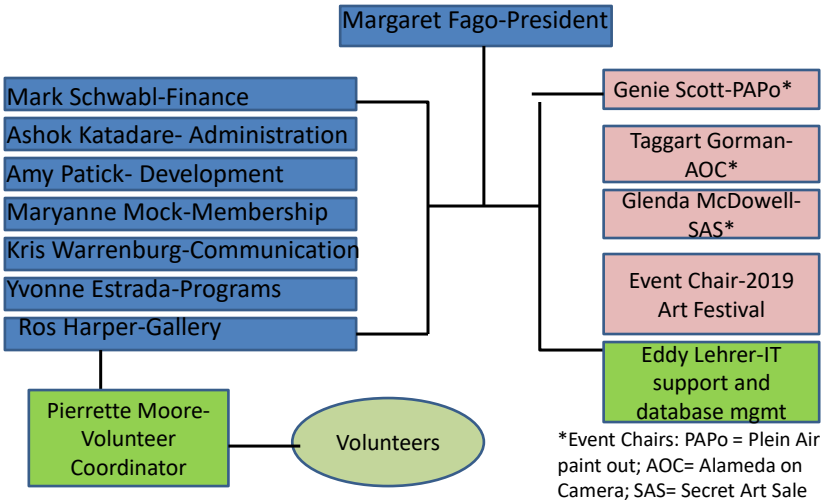 Margaret Fago-President
Mark Schwabl-Finance
Ashok Katadare- Administration
Amy Patick- Development
Maryanne Mock-Membership
Kris Warrenburg-Communication
Yvonne Estrada-Programs
Ros Harper-Gallery
Pierrette Moore-
Volunteer
Coordinator
Volunteers
Genie Scott-PAPo*
Taggart Gorman-
AOC*
Glenda McDowell-
SAS*
Event Chair-2019
Art Festival
Eddy Lehrer-IT
support and
database mgmt
*Event Chairs: PAPo = Plein Air
paint out; AOC= Alameda on
Camera; SAS= Secret Art Sale